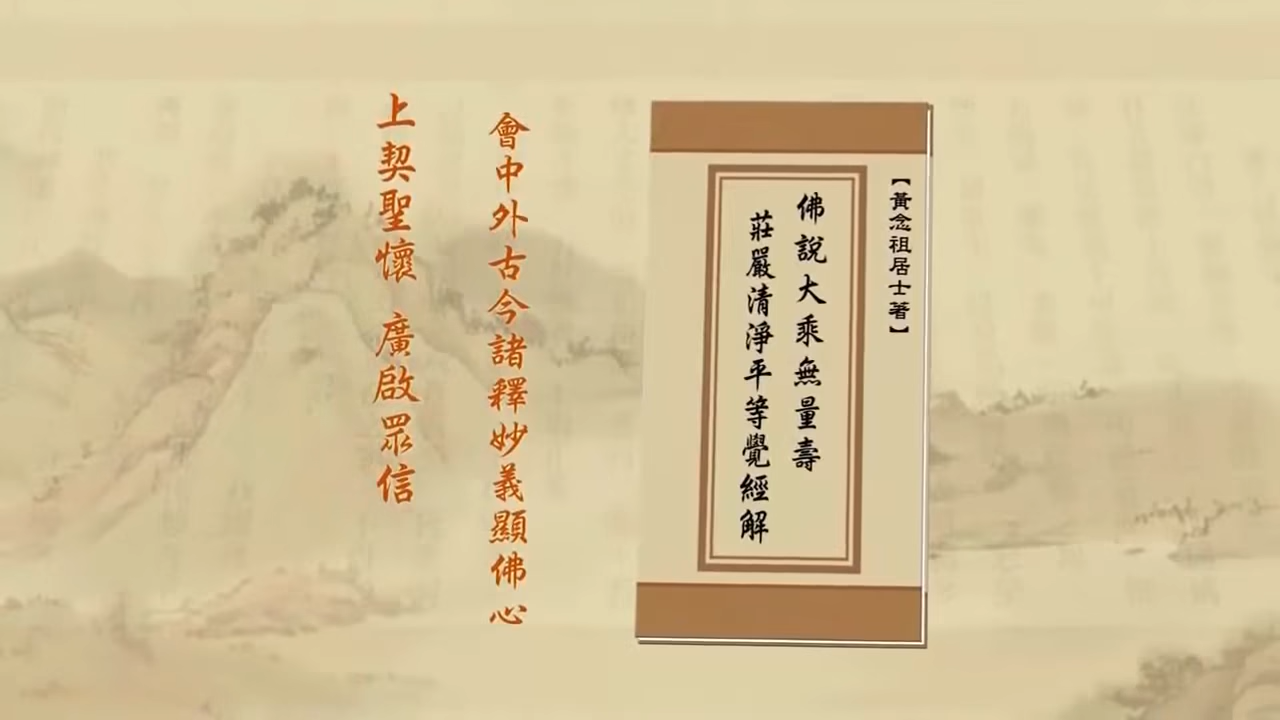 【黃念祖居士著】
佛說大乘無量壽
莊嚴清淨平等覺經解
會中外古今諸釋妙義顯佛心
上契聖懷 廣啟眾信